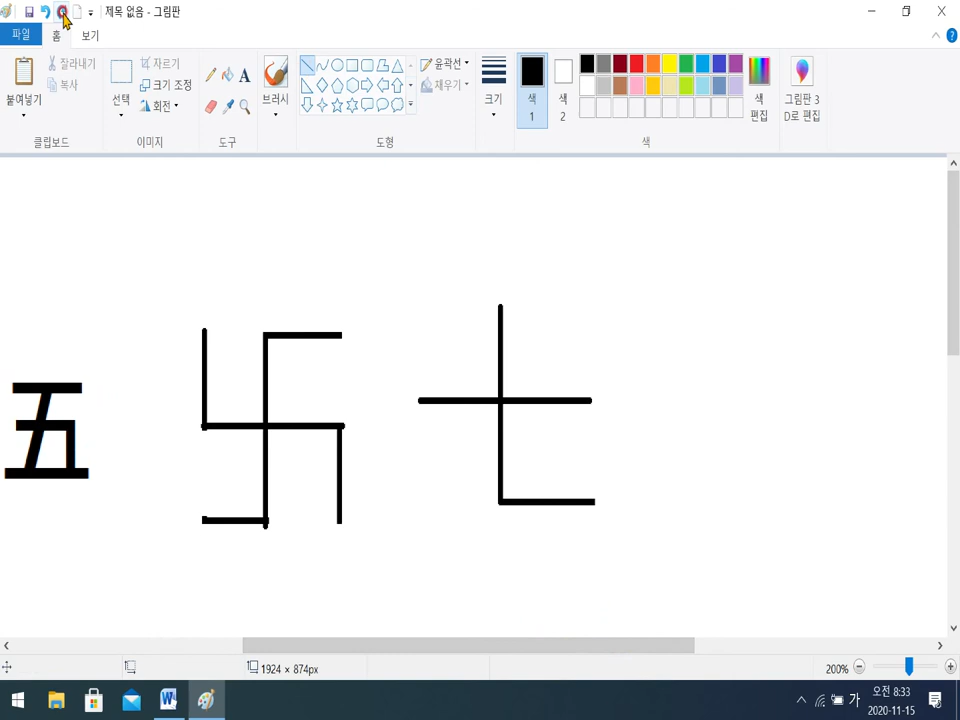 제목 없음 - 그림판
파일 홈 보기
붙여넣기 잘라내기 복사 선택 자르기 크기 조정 회전 A 브러시 윤곽선 채우기 크기 색 1 색 2 색 편집 그림판 3D로 편집
클립보드 이미지 도구 도형 색
五 卐 七
1924 × 874px 200%
W 가 오전 8:33
2020-11-15